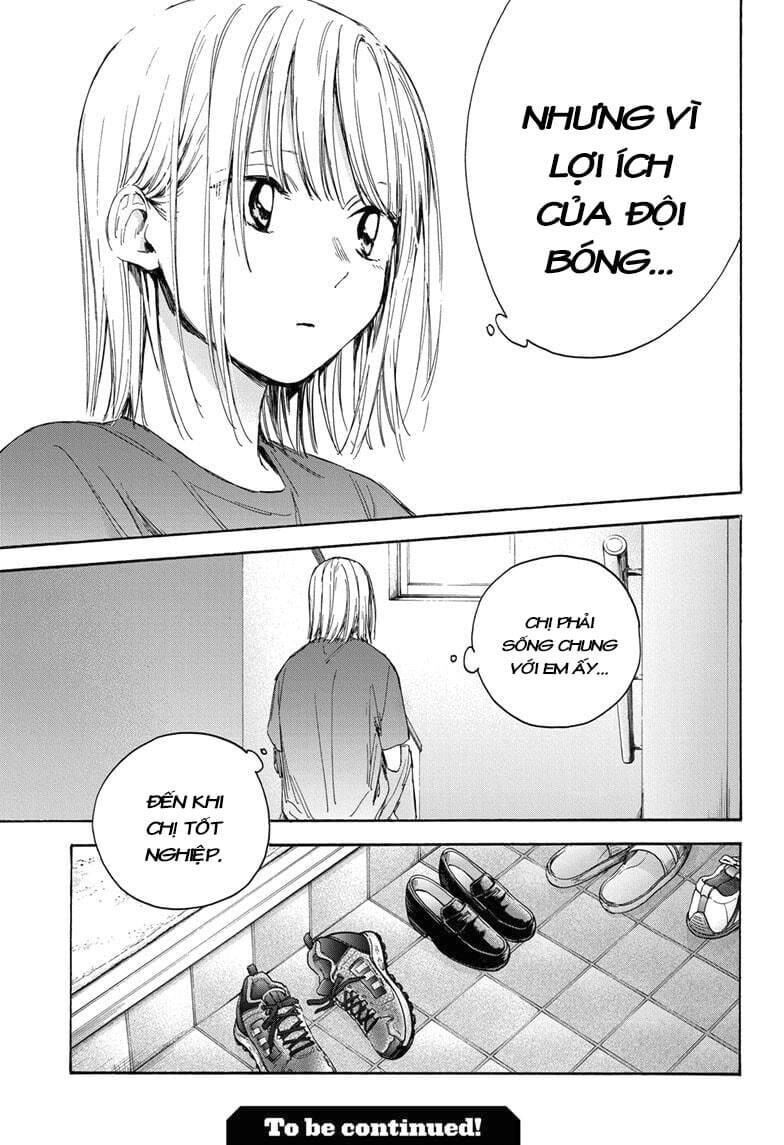 NHƯNG VÌ
LỢI ÍCH
CỦA ĐỘI
BÓNG...
CHỊ PHẢI
SỐNG CHUNG
VỚI EM ẤY...
ĐẾN KHI
CHỊ TỐT
NGHIỆP.
To be continued!